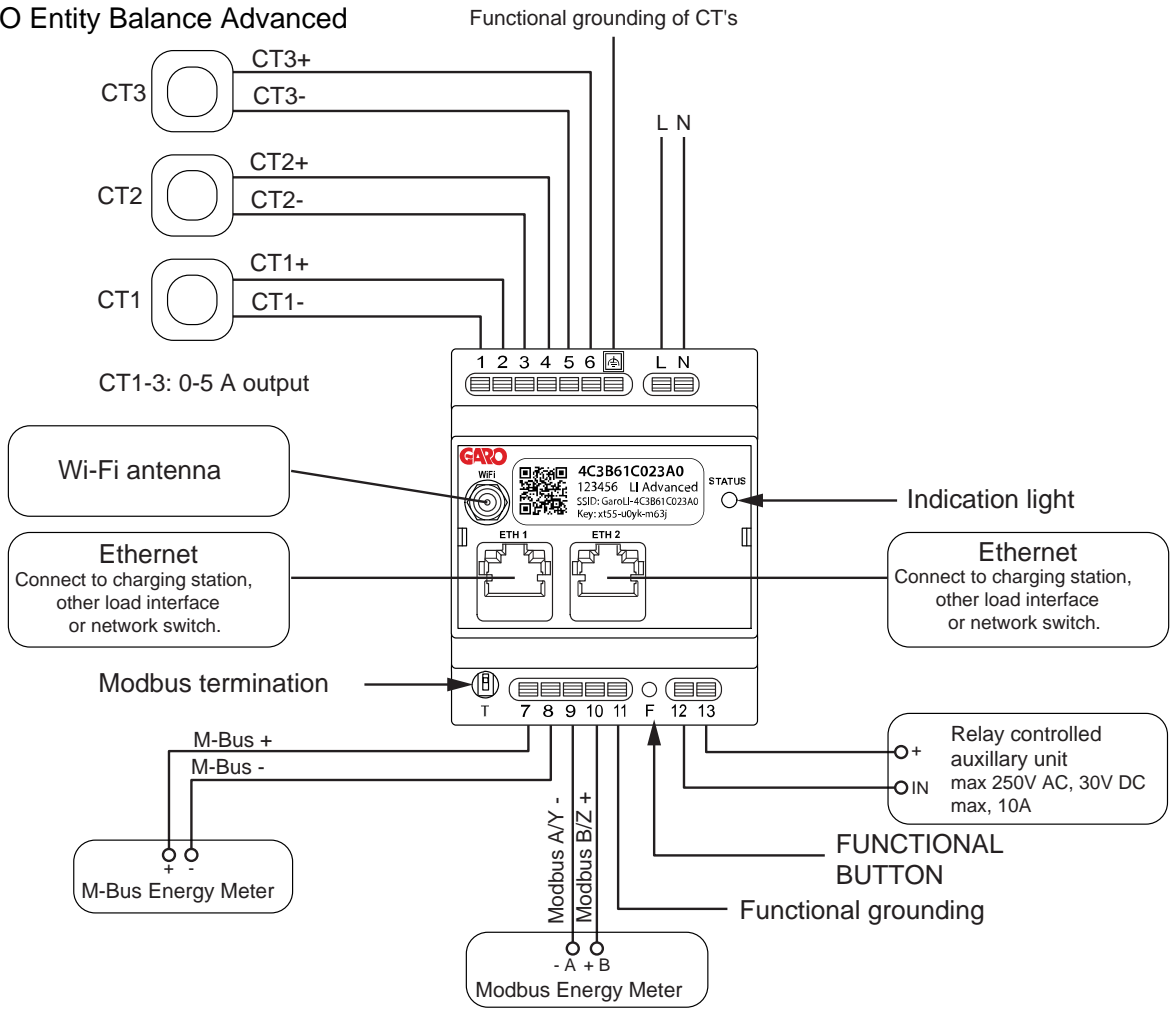 O Entity Balance Advanced
Functional grounding of CT's
CT3+
CT3
CT3-
L N
CT2+
CT2
CT2-
CT1+
CT1
CT1-
1 2 3 4 5 6 L N
CT1-3: 0-5 A output
GARO
WiFi
4C3B61C023A0
123456 LI Advanced
SSID: GaroLI-4C3B61C023A0
Key: xt55-u0yk-m63j
STATUS
Wi-Fi antenna
Indication light
ETH 1
ETH 2
Ethernet
Connect to charging station,
other load interface
or network switch.
Ethernet
Connect to charging station,
other load interface
or network switch.
Modbus termination
T 7 8 9 10 11 F 12 13
M-Bus +
M-Bus -
+ -
M-Bus Energy Meter
Modbus A/Y -
Modbus B/Z +
- A + B
Modbus Energy Meter
+
IN
Relay controlled
auxillary unit
max 250V AC, 30V DC
max, 10A
FUNCTIONAL
BUTTON
Functional grounding